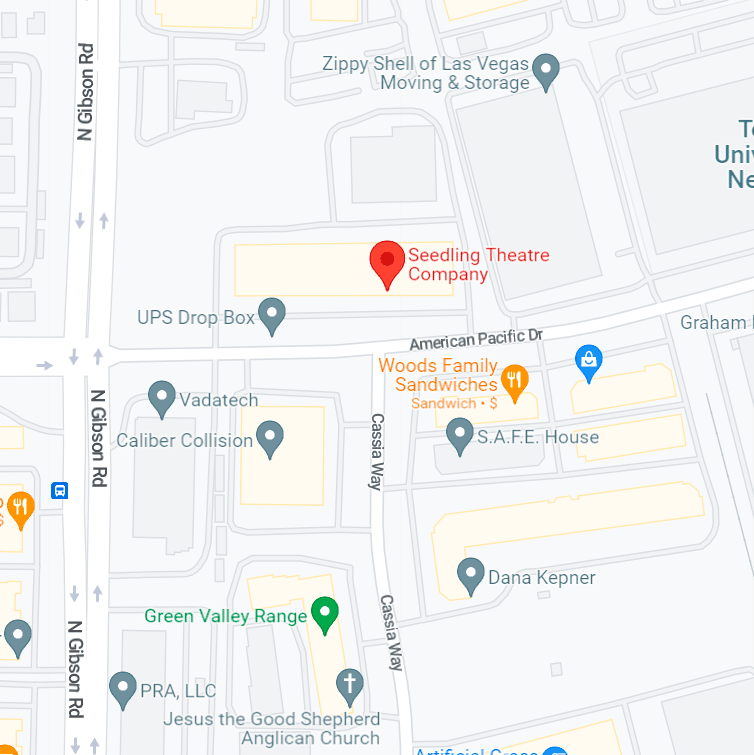 N Gibson Rd
Zippy Shell of Las Vegas
Moving & Storage
Seedling Theatre
Company
UPS Drop Box
American Pacific Dr
Graham
Woods Family
Sandwiches
Sandwich • $
Vadatech
N Gibson Rd
Cassia Way
Caliber Collision
S.A.F.E. House
Dana Kepner
Cassia Way
Green Valley Range
N Gibson Rd
PRA, LLC
Jesus the Good Shepherd
Anglican Church